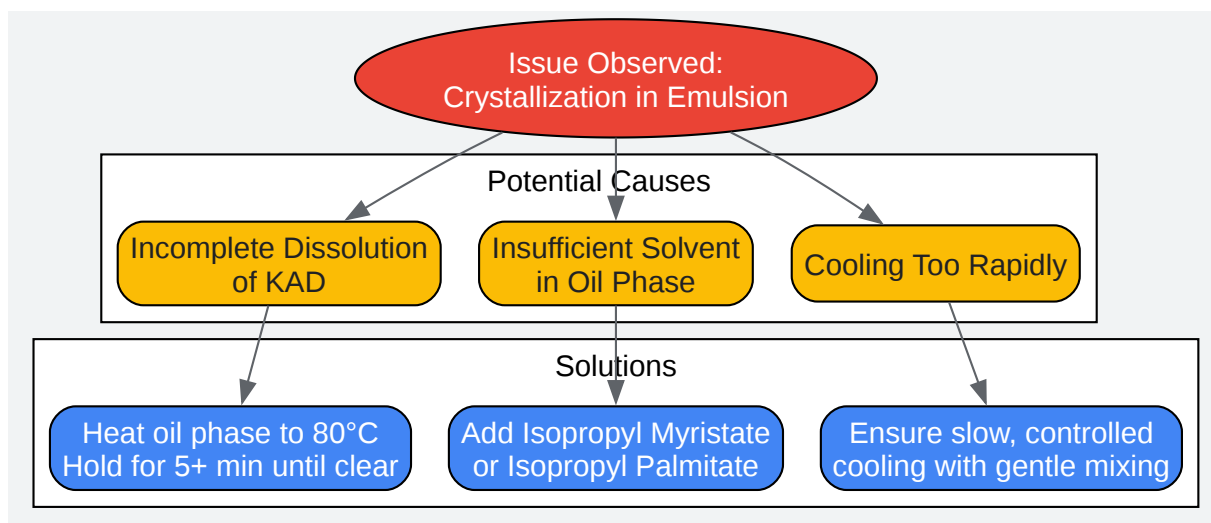 Issue Observed:
Crystallization in Emulsion
Potential Causes
Incomplete Dissolution
of KAD
Insufficient Solvent
in Oil Phase
Cooling Too Rapidly
Solutions
Heat oil phase to 80°C
Hold for 5+ min until clear
Add Isopropyl Myristate
or Isopropyl Palmitate
Ensure slow, controlled
cooling with gentle mixing